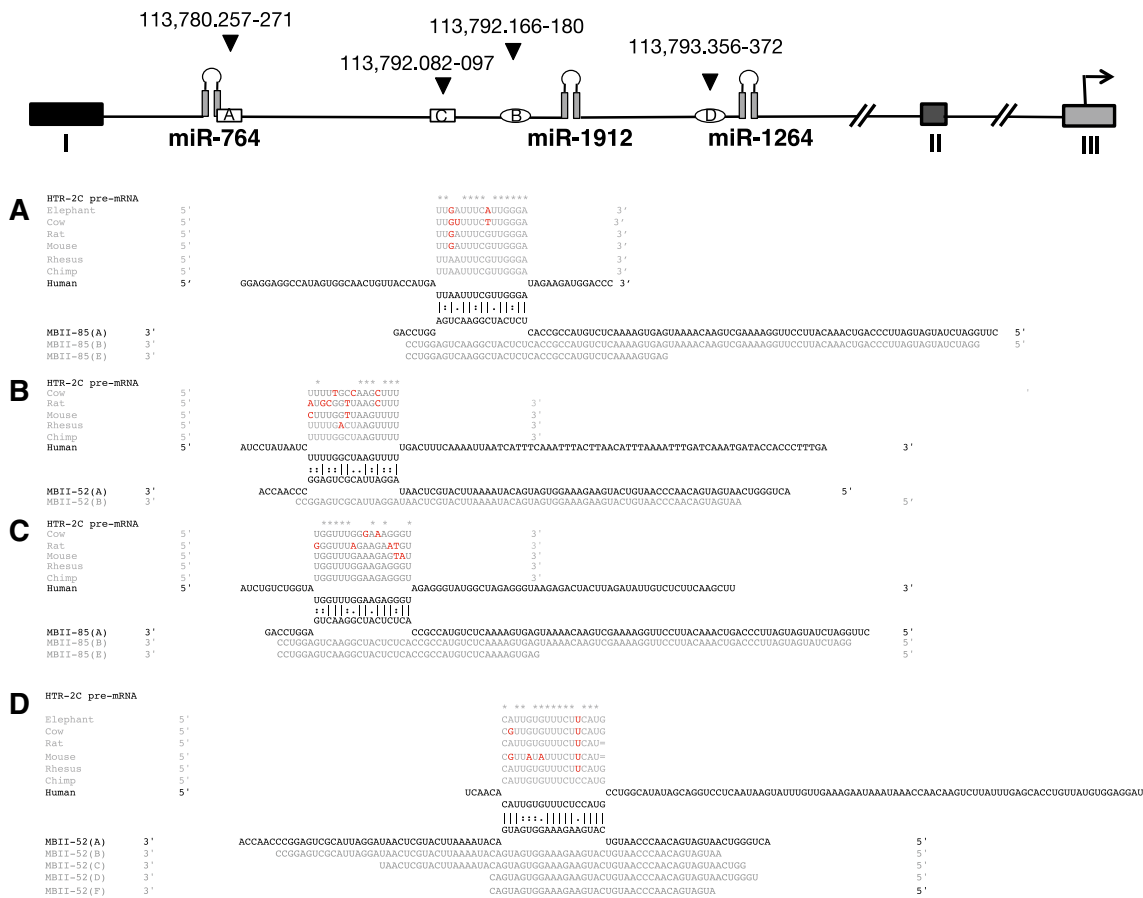 113,780.257-271
113,792.166-180
113,792.082-097
113,793.356-372
A
C
B
D
I
miR-764
miR-1912
miR-1264
II
III
A
HTR-2C pre-mRNA
** **** ******
Elephant 5' UUGAUUUCAUUGGGA 3'
Cow 5' UUGUUUUCUUUGGGA 3'
Rat 5' UUGAUUUCGUUGGGA 3'
Mouse 5' UUGAUUUCGUUGGGA 3'
Rhesus 5' UUAAUUUCGUUGGGA 3'
Chimp 5' UUAAUUUCGUUGGGA 3'
Human 5' GGAGGAGGCCAUAGUGGCAACUGUUACCAUGA UAGAAGAUGGACCC 3'
UUAAUUUCGUUGGGA
|:|.||:||.||:||
AGUCAAGGCUACUCU
MBII-85(A) 3' GACCUGG CACCGCCAUGUCUCAAAAGUGAGUAAAACAAGUCGAAAAGGUUCCUUACAAACUGACCCUUAGUAGUAUCUAGGUUC 5'
MBII-85(B) 3' CCUGGAGUCAAGGCUACUCUCACCGCCAUGUCUCAAAAGUGAGUAAAACAAGUCGAAAAGGUUCCUUACAAACUGACCCUUAGUAGUAUCUAGG 5'
MBII-85(E) 3' CCUGGAGUCAAGGCUACUCUCACCGCCAUGUCUCAAAAGUGAG
B
HTR-2C pre-mRNA
* *** ***
Cow 5' UUUUTGCCAAGCUUU
Rat 5' AUGCGGTUAAGCUUU 3'
Mouse 5' CUUUGGTUAAGUUUU
Rhesus 5' UUUUGACUAAGUUUU
Chimp 5' UUUUGGCUAAGUUUU 3'
Human 5' AUCCUAUAAUC UGACUUUCAAAAUUAAUCAUUUCAAAUUUACUUAACAUUUAAAAUUUGAUCAAAUGAUACCACCCUUUGA 3'
UUUUGGCUAAGUUUU
::|:||..|:|:||
GGAGUCGCAUUAGGA
MBII-52(A) 3' ACCAACCC UAACUCGUACUUAAAAUACAGUAGUGGAAAGAAGUACUGUAACCCAACAGUAGUAACUGGGUCA 5'
MBII-52(B) 3' CCGGAGUCGCAUUAGGAUAACUCGUACUUAAAAUACAGUAGUGGAAAGAAGUACUGUAACCCAACAGUAGUAA 5'
C
HTR-2C pre-mRNA
***** * * *
Cow 5' UGGUUUGGGAAAGGGU 3'
Rat 5' GGGUUUAGAAGAATGU 3'
Mouse 5' UGGUUUGAAAGAGTAU
Rhesus 5' UGGUUUGGAAGAGGGU 3'
Chimp 5' UGGUUUGGAAGAGGGU 3'
Human 5' AUCUGUCUGGUA AGAGGGUAUGGCUAGAGGGUAAGAGACUACUUAGAUAUUGUCUCUUCAAGCUU 3'
UGGUUUGGAAGAGGGU
::|||:.||.|||:||
GUCAAGGCUACUCUCA
MBII-85(A) 3' GACCUGGA CCGCCAUGUCUCAAAAGUGAGUAAAACAAGUCGAAAAGGUUCCUUACAAACUGACCCUUAGUAGUAUCUAGGUUC 5'
MBII-85(B) 3' CCUGGAGUCAAGGCUACUCUCACCGCCAUGUCUCAAAAGUGAGUAAAACAAGUCGAAAAGGUUCCUUACAAACUGACCCUUAGUAGUAUCUAGG 5'
MBII-85(E) 3' CCUGGAGUCAAGGCUACUCUCACCGCCAUGUCUCAAAAGUGAG 5'
D
HTR-2C pre-mRNA
* ** ******* ***
Elephant 5' CAUUGUGUUUCUUCAUG
Cow 5' CGUUGUGUUUCUUCAUG
Rat 5' CAUUGUGUUUCUUCAU=
Mouse 5' CGUUAUAUUUCUUCAU=
Rhesus 5' CAUUGUGUUUCUUCAUG
Chimp 5' CAUUGUGUUUCUCCAUG
Human 5' UCAACA CCUGGCAUAUAGCAGGUCCUCAAUAAGUAUUUGUUGAAAGAAUAAAUAAACCAACAAGUCUUAUUUGAGCACCUGUUAUGUGGAGGAU
CAUUGUGUUUCUCCAUG
|||:::.|||||.||||
GUAGUGGAAAGAAGUAC
MBII-52(A) 3' ACCAACCCGGAGUCGCAUUAGGAUAACUCGUACUUAAAAUACA UGUAACCCAACAGUAGUAACUGGGUCA 5'
MBII-52(B) 3' CCGGAGUCGCAUUAGGAUAACUCGUACUUAAAAUACAGUAGUGGAAAGAAGUACUGUAACCCAACAGUAGUAA 5'
MBII-52(C) 3' UAACUCGUACUUAAAAUACAGUAGUGGAAAGAAGUACUGUAACCCAACAGUAGUAACUGG 5'
MBII-52(D) 3' CAGUAGUGGAAAGAAGUACUGUAACCCAACAGUAGUAACUGGGU 5'
MBII-52(F) 3' CAGUAGUGGAAAGAAGUACUGUAACCCAACAGUAGUA 5'